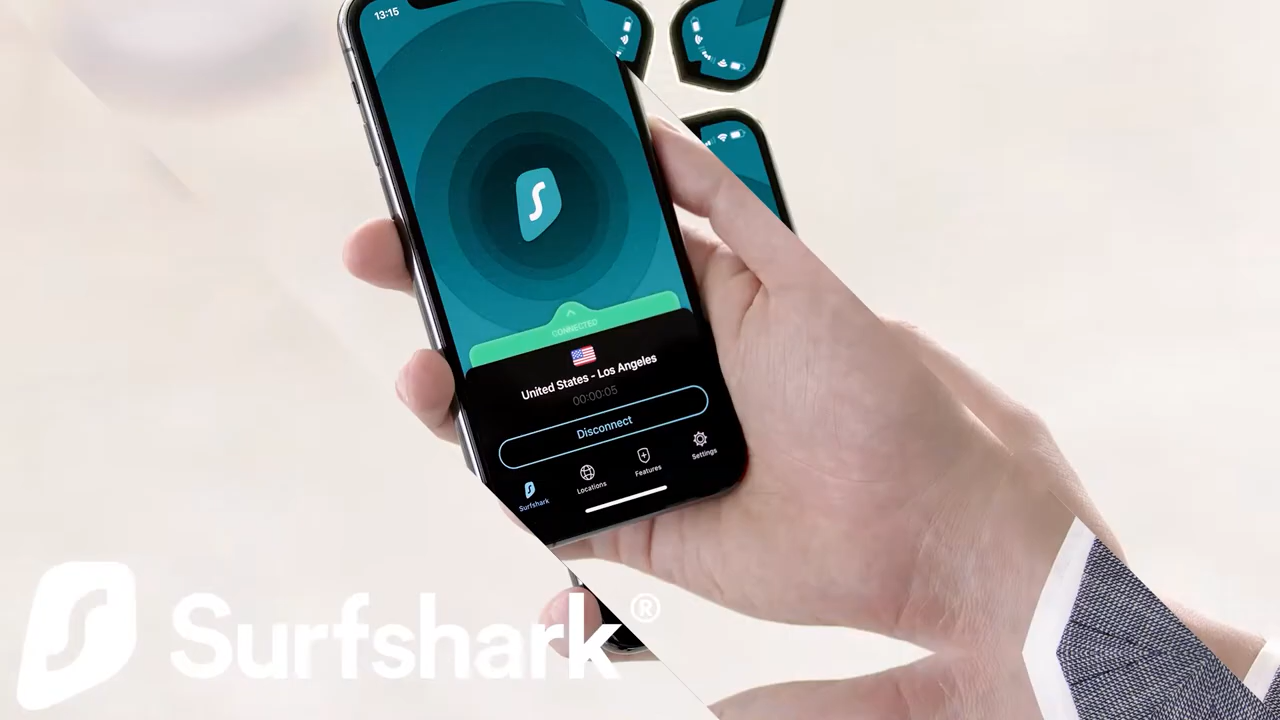 13:15
CONNECTED
United States - Los Angeles
00:00:05
Disconnect
Surfshark
Locations
Features
Settings
Surfshark®